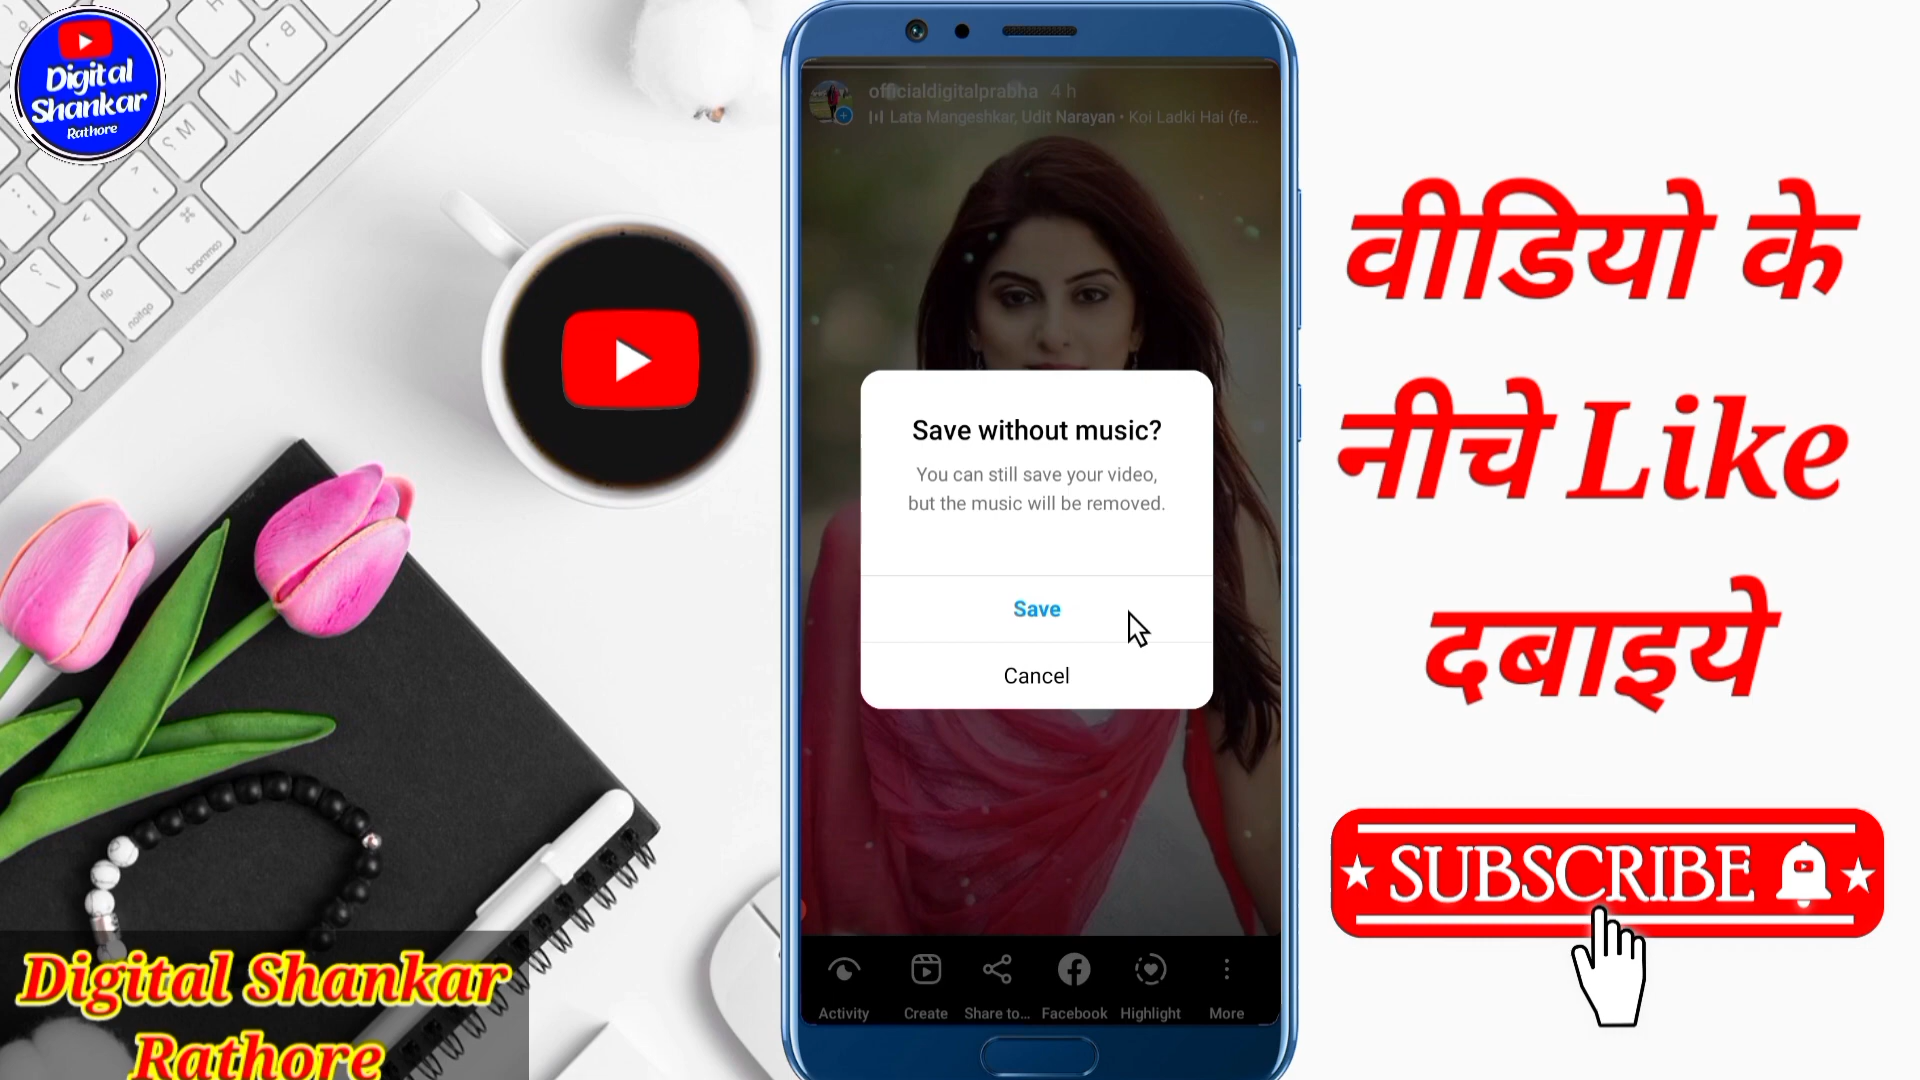 Digital
Shankar
Rathore
officialdigitalprabha 4 h
Lata Mangeshkar, Udit Narayan • Koi Ladki Hai (fe...
Save without music?
You can still save your video,
but the music will be removed.
Save
Cancel
Activity Create Share to... Facebook Highlight More
वीडियो के
नीचे Like
दबाइये
SUBSCRIBE
Digital Shankar
Rathore